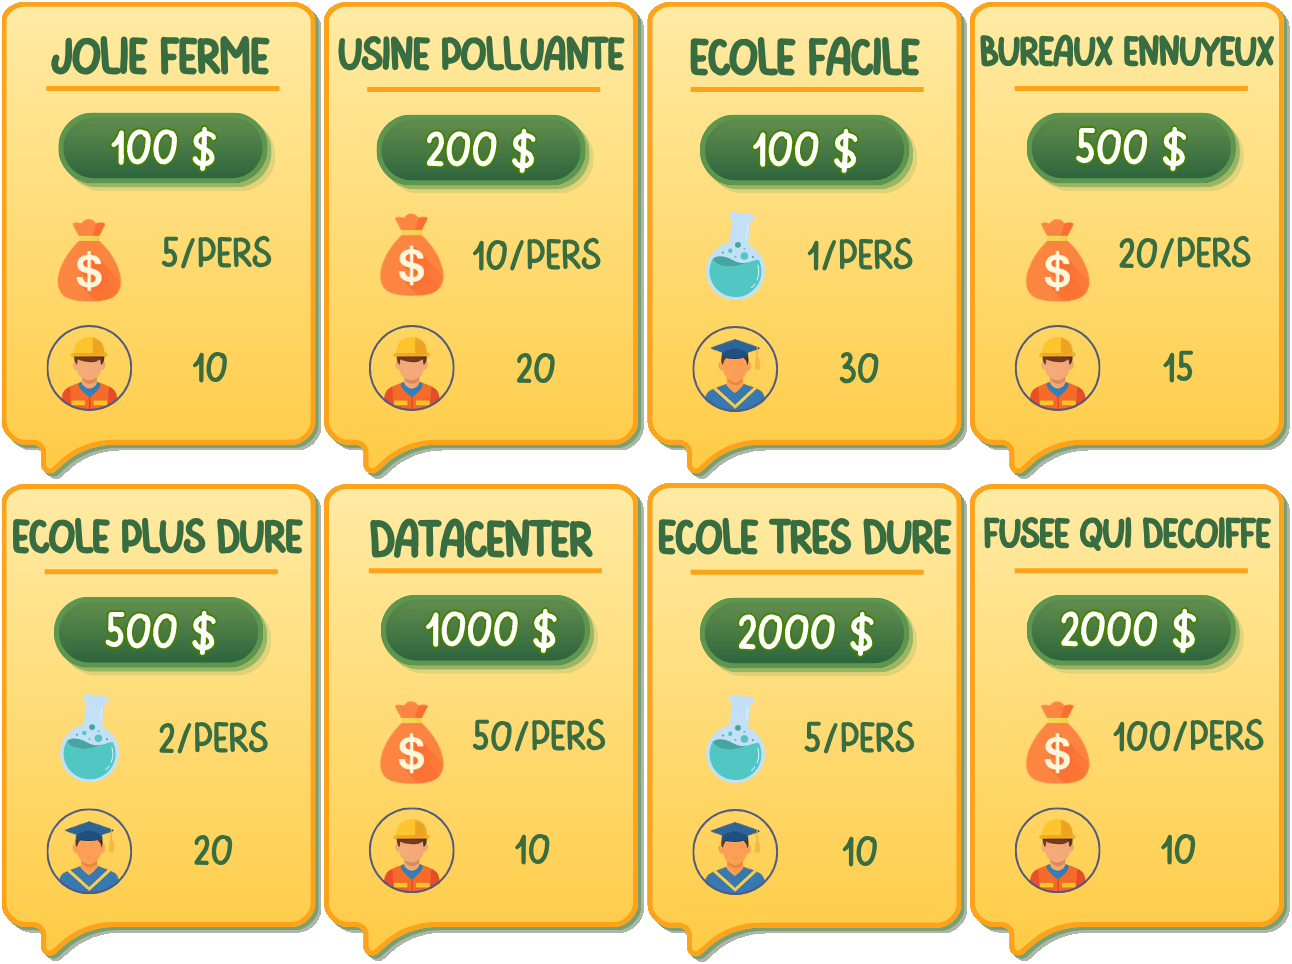 JOLIE FERME
100 $
$
5/PERS
10
USINE POLLUANTE
200 $
$
10/PERS
20
ECOLE FACILE
100 $
1/PERS
30
BUREAUX ENNUYEUX
500 $
$
20/PERS
15
ECOLE PLUS DURE
500 $
2/PERS
20
DATACENTER
1000 $
$
50/PERS
10
ECOLE TRES DURE
2000 $
5/PERS
10
FUSEE QUI DECOIFFE
2000 $
$
100/PERS
10